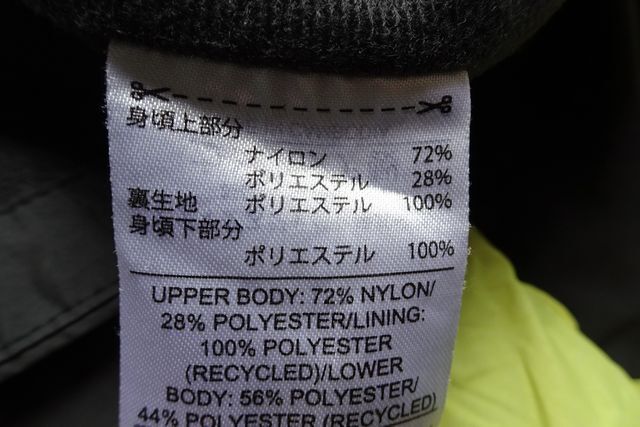 身頃上部分
ナイロン 72%
ポリエステル 28%
裏生地 ポリエステル 100%
身頃下部分
ポリエステル 100%
UPPER BODY: 72% NYLON/
28% POLYESTER/LINING:
100% POLYESTER
(RECYCLED)/LOWER
BODY: 56% POLYESTER/
44% POLYESTER (RECYCLED)